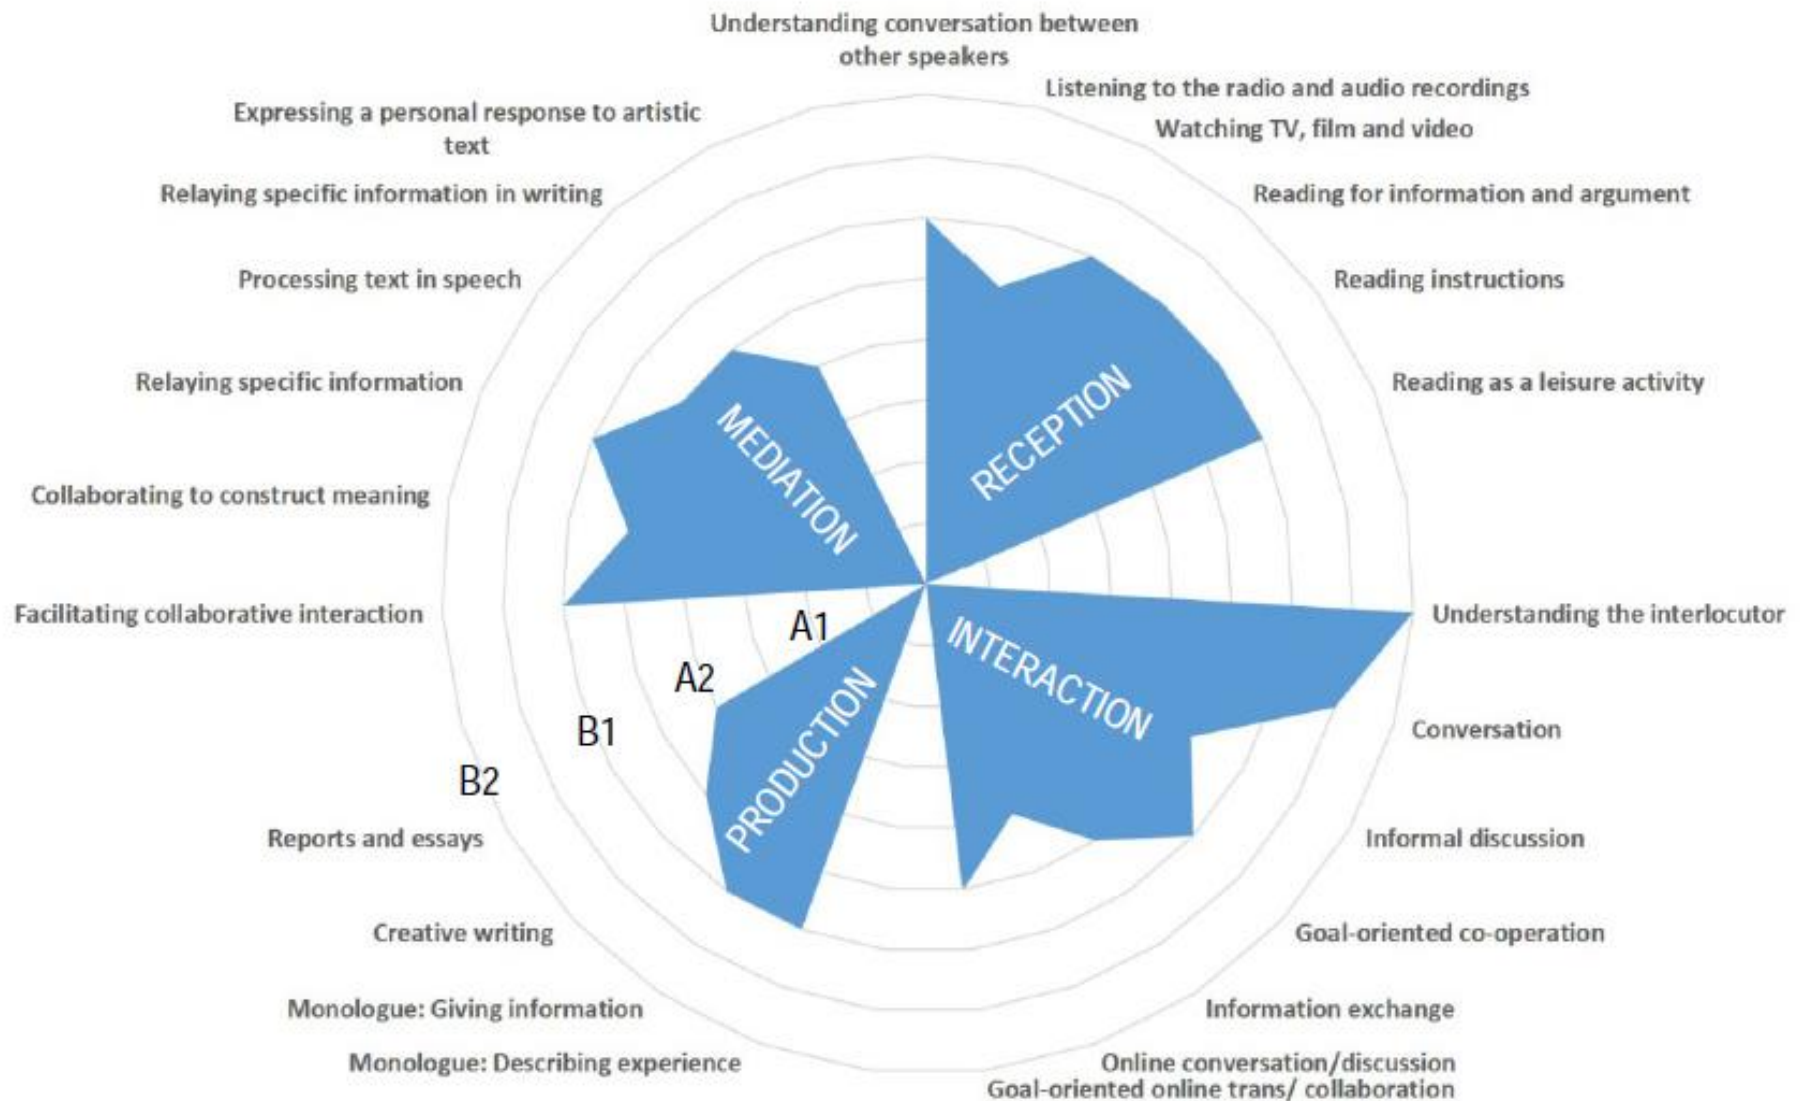 Understanding conversation between
other speakers
Listening to the radio and audio recordings
Watching TV, film and video
Reading for information and argument
Reading instructions
Reading as a leisure activity
Understanding the interlocutor
Conversation
Informal discussion
Goal-oriented co-operation
Information exchange
Online conversation/discussion
Goal-oriented online trans/ collaboration
Monologue: Describing experience
Monologue: Giving information
Creative writing
Reports and essays
Facilitating collaborative interaction
Collaborating to construct meaning
Relaying specific information
Processing text in speech
Relaying specific information in writing
Expressing a personal response to artistic
text
RECEPTION
INTERACTION
PRODUCTION
MEDIATION
A1
A2
B1
B2